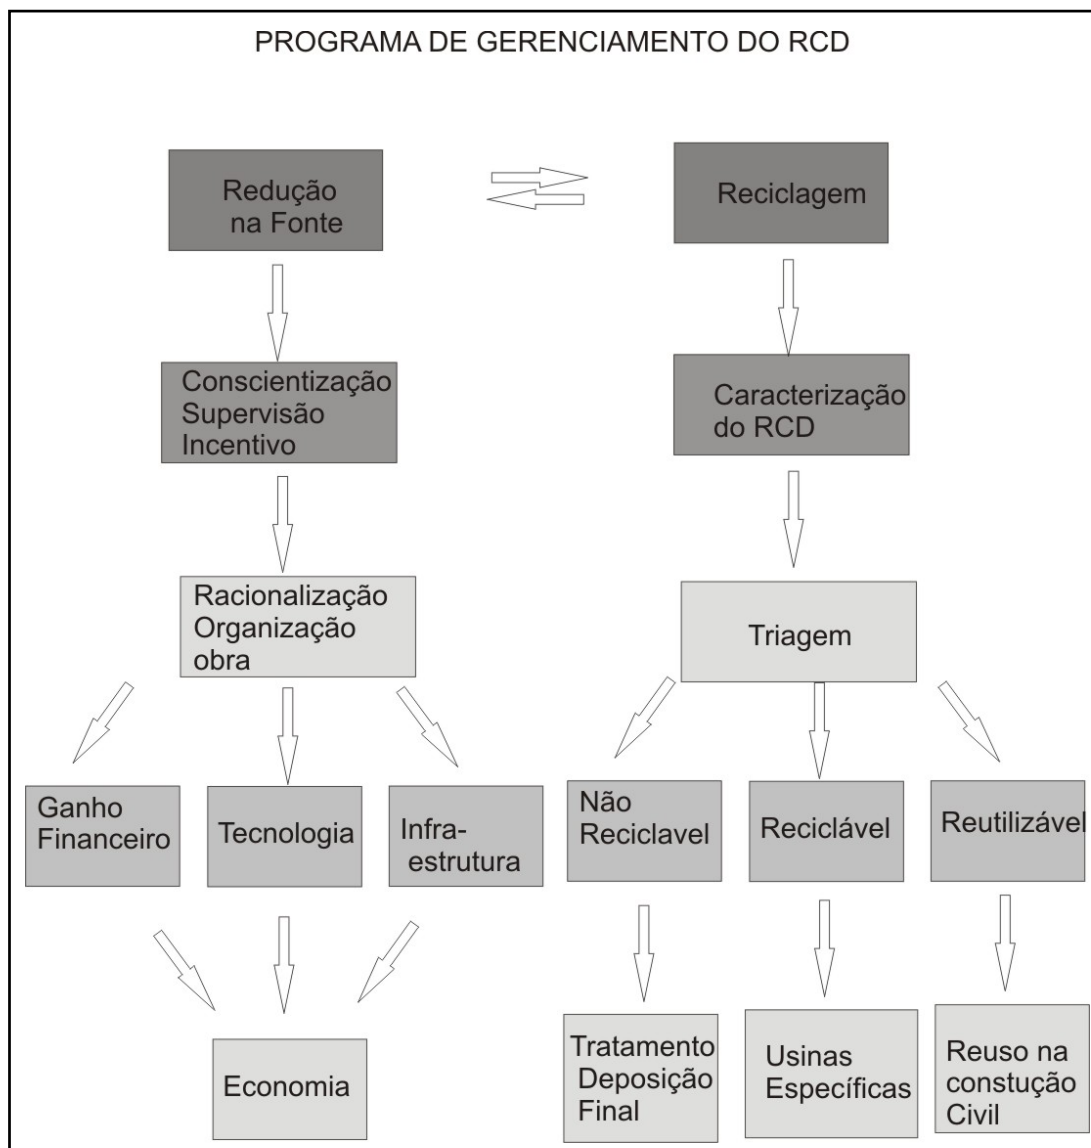 PROGRAMA DE GERENCIAMENTO DO RCD
Redução
na Fonte
Reciclagem
Conscientização
Supervisão
Incentivo
Caracterização
do RCD
Racionalização
Organização
obra
Triagem
Ganho
Financeiro
Tecnologia
Infra-
estrutura
Não
Reciclavel
Reciclável
Reutilizável
Economia
Tratamento
Deposição
Final
Usinas
Específicas
Reuso na
constução
Civil